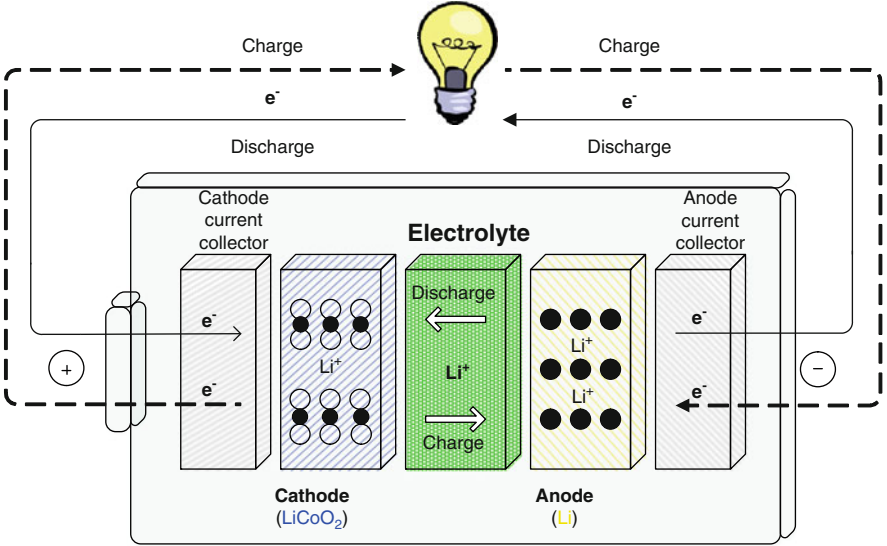 Charge
Charge
e-
e-
Discharge
Discharge
Cathode
current
collector
Anode
current
collector
Electrolyte
Discharge
e-
e-
Li+
Li+
+
Li+
−
e-
e-
Li+
Charge
Cathode
(LiCoO2)
Anode
(Li)